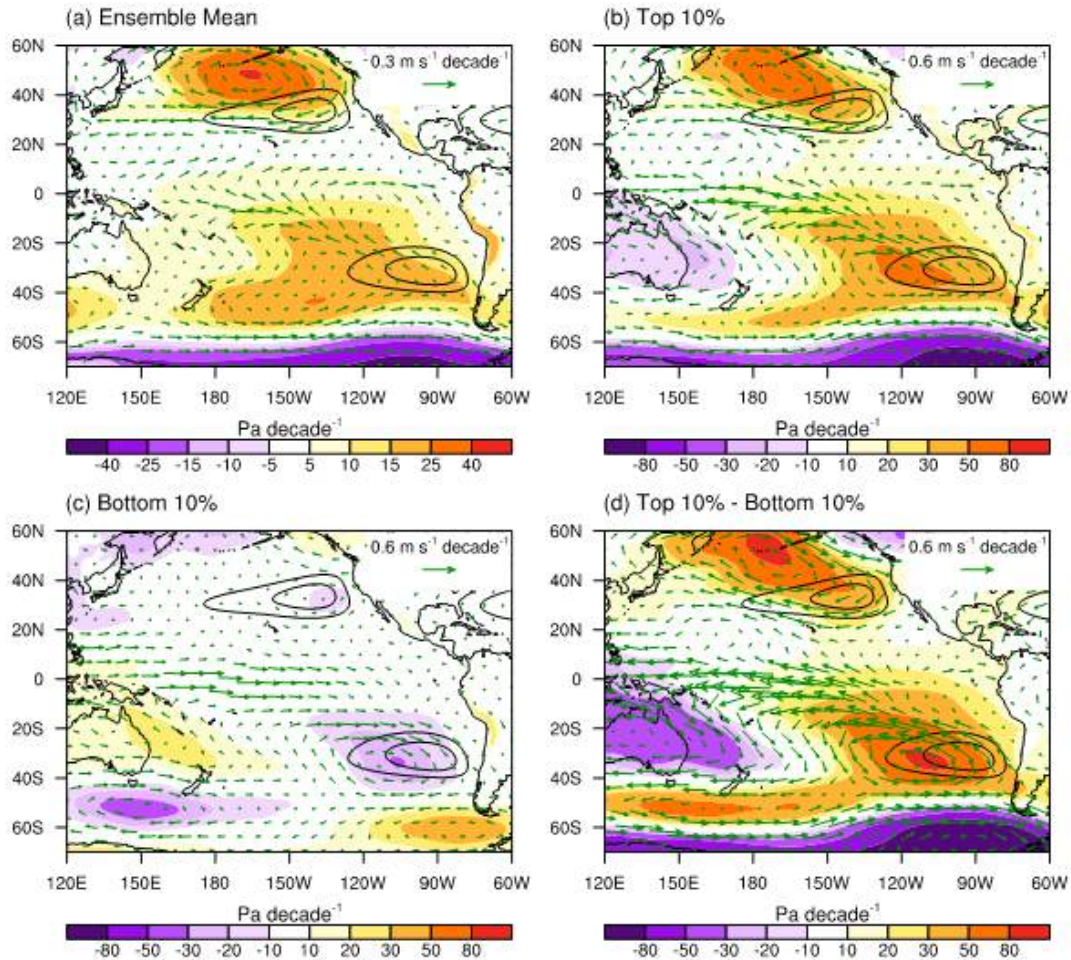 (a) Ensemble Mean
(b) Top 10%
60N
40N
20N
0
20S
40S
60S
0.3 m s⁻¹ decade⁻¹
120E 150E 180 150W 120W 90W 60W
Pa decade⁻¹
-40 -25 -15 -10 -5 5 10 15 25 40
60N
40N
20N
0
20S
40S
60S
0.6 m s⁻¹ decade⁻¹
120E 150E 180 150W 120W 90W 60W
Pa decade⁻¹
-80 -50 -30 -20 -10 10 20 30 50 80
(c) Bottom 10%
(d) Top 10% - Bottom 10%
60N
40N
20N
0
20S
40S
60S
0.6 m s⁻¹ decade⁻¹
120E 150E 180 150W 120W 90W 60W
Pa decade⁻¹
-80 -50 -30 -20 -10 10 20 30 50 80
60N
40N
20N
0
20S
40S
60S
0.6 m s⁻¹ decade⁻¹
120E 150E 180 150W 120W 90W 60W
Pa decade⁻¹
-80 -50 -30 -20 -10 10 20 30 50 80